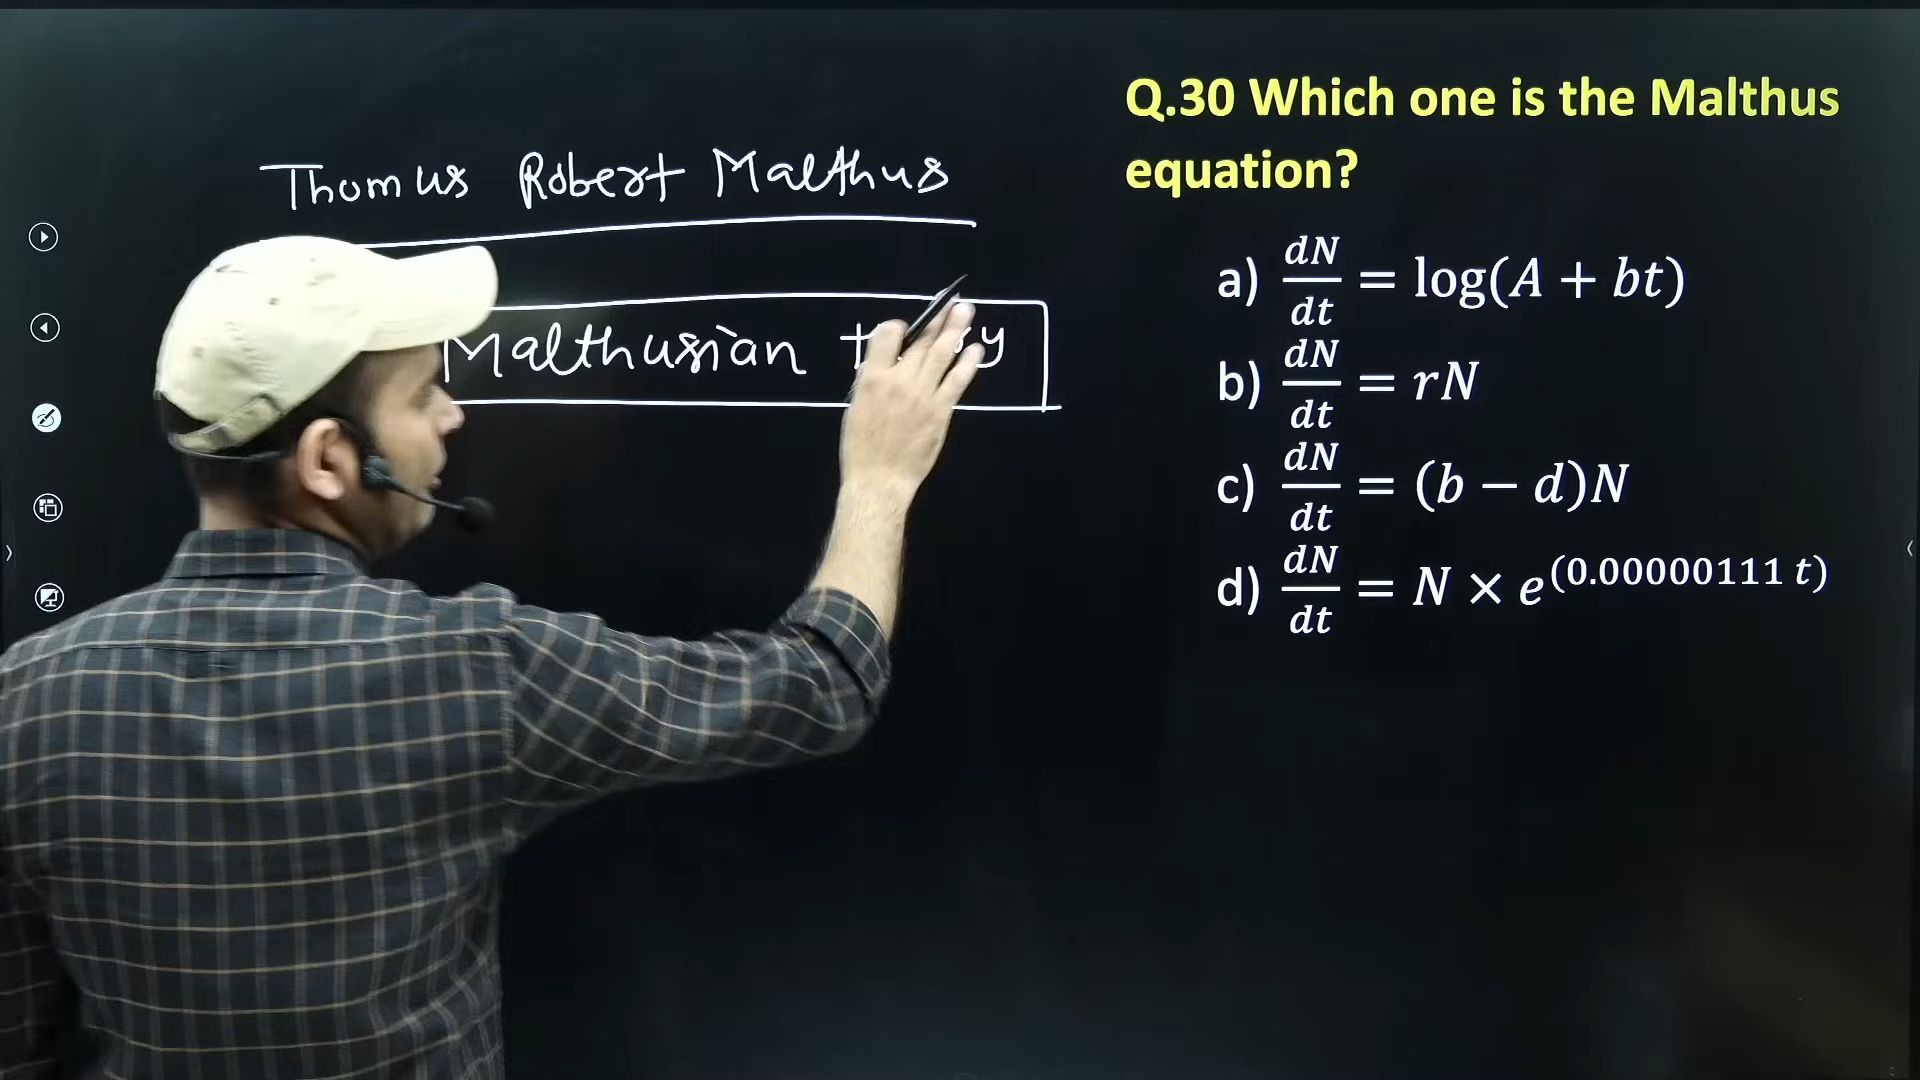 Thomus Robert Malthus
Malthusian
Q.30 Which one is the Malthus
equation?
a) dN/dt = log(A + bt)
b) dN/dt = rN
c) dN/dt = (b − d)N
d) dN/dt = N × e^(0.00000111 t)